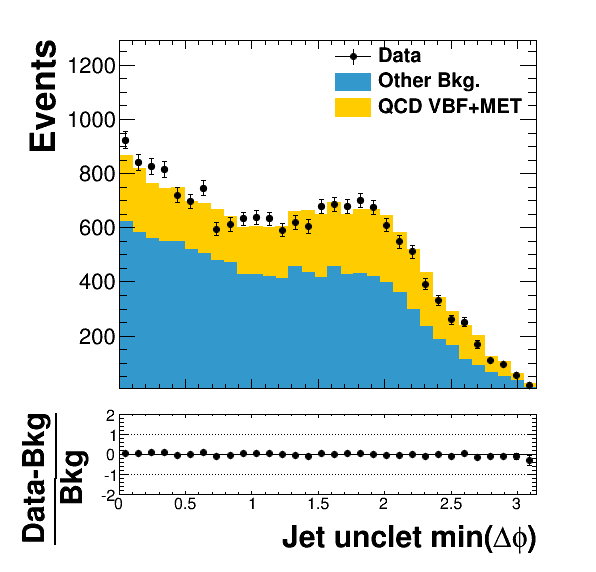 Events
1200
1000
800
600
400
200
Data
Other Bkg.
QCD VBF+MET
Data-Bkg
Bkg
2
1
0
-1
-2
0 0.5 1 1.5 2 2.5 3
Jet unclet min(Δϕ)